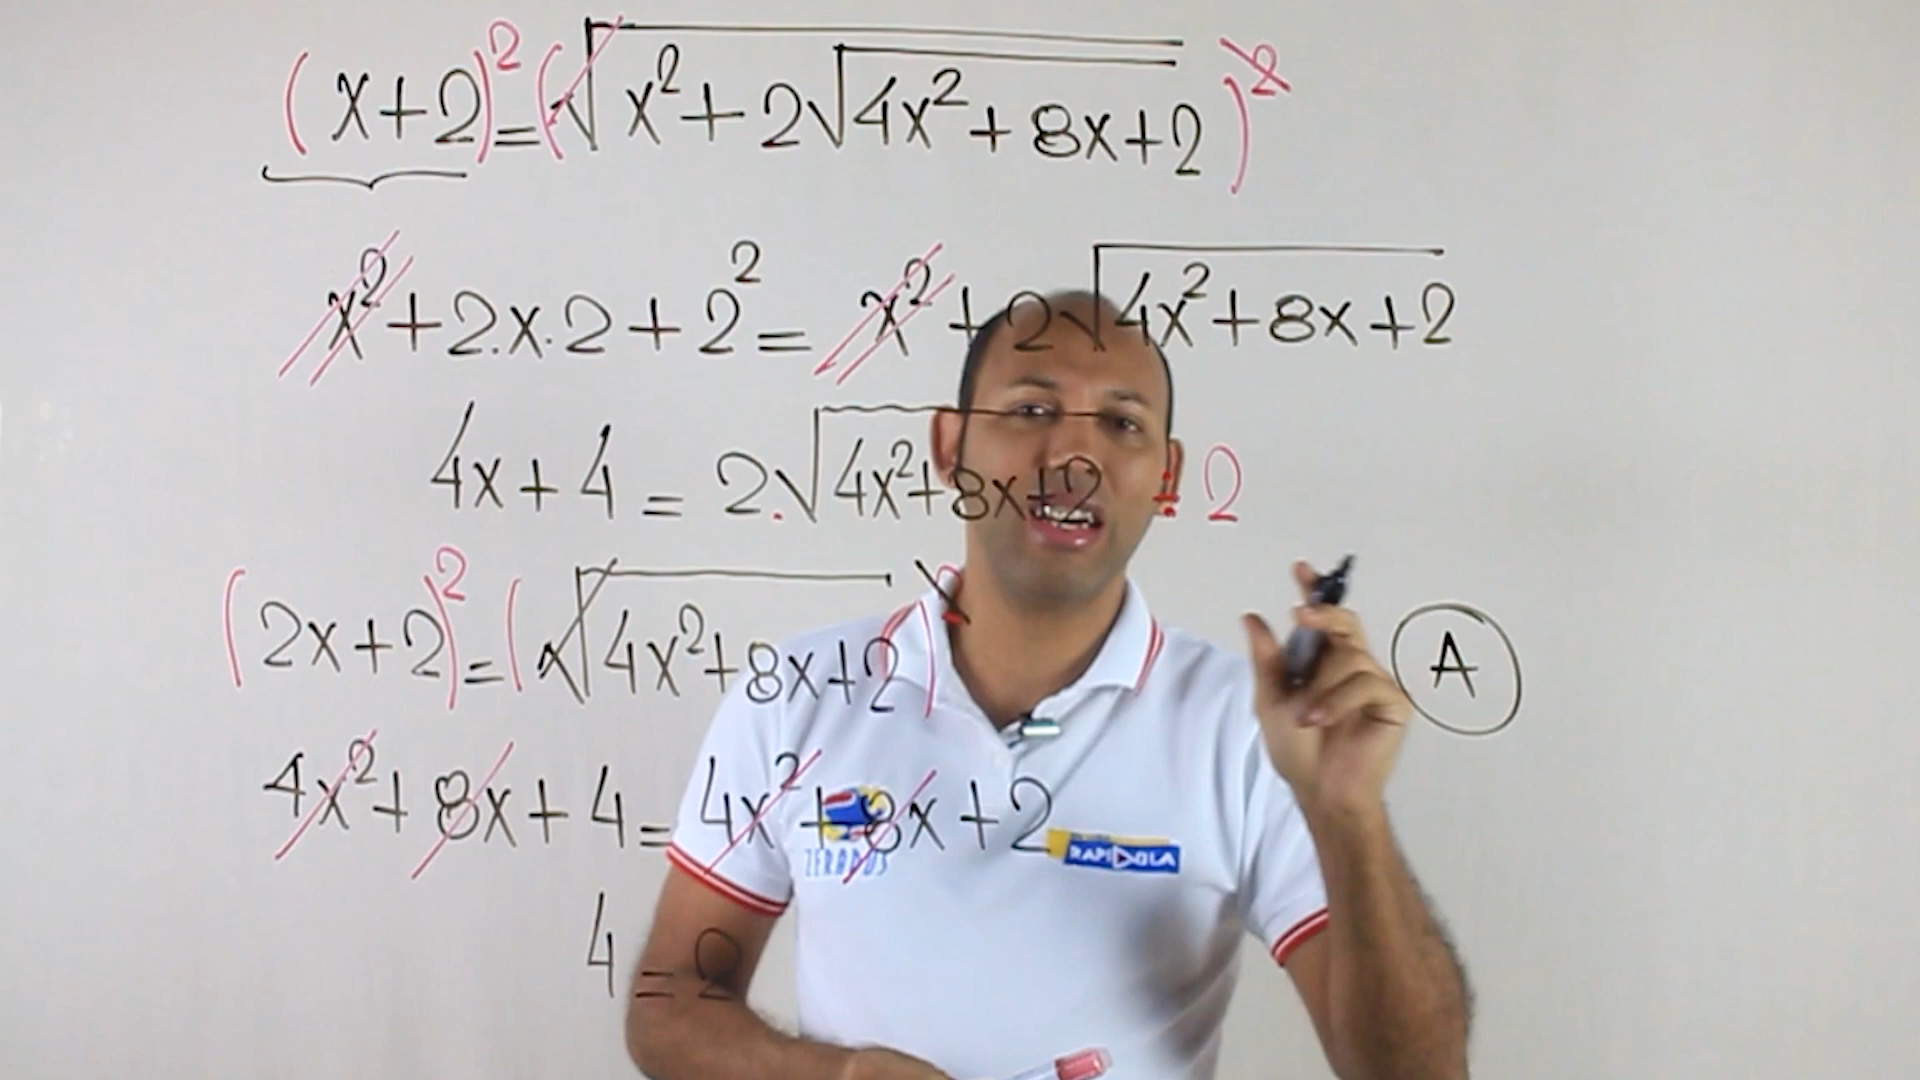 (x+2)² = (√(x²+2√(4x²+8x+2)))²
x²+2.x.2+2² = x²+2√(4x²+8x+2)
4x+4 = 2.√(4x²+8x+2) ÷2
(2x+2)² = (√(4x²+8x+2))²
A
4x²+8x+4 = 4x²+8x+2
ZERADOS
RAPIDOLA
4 = 2